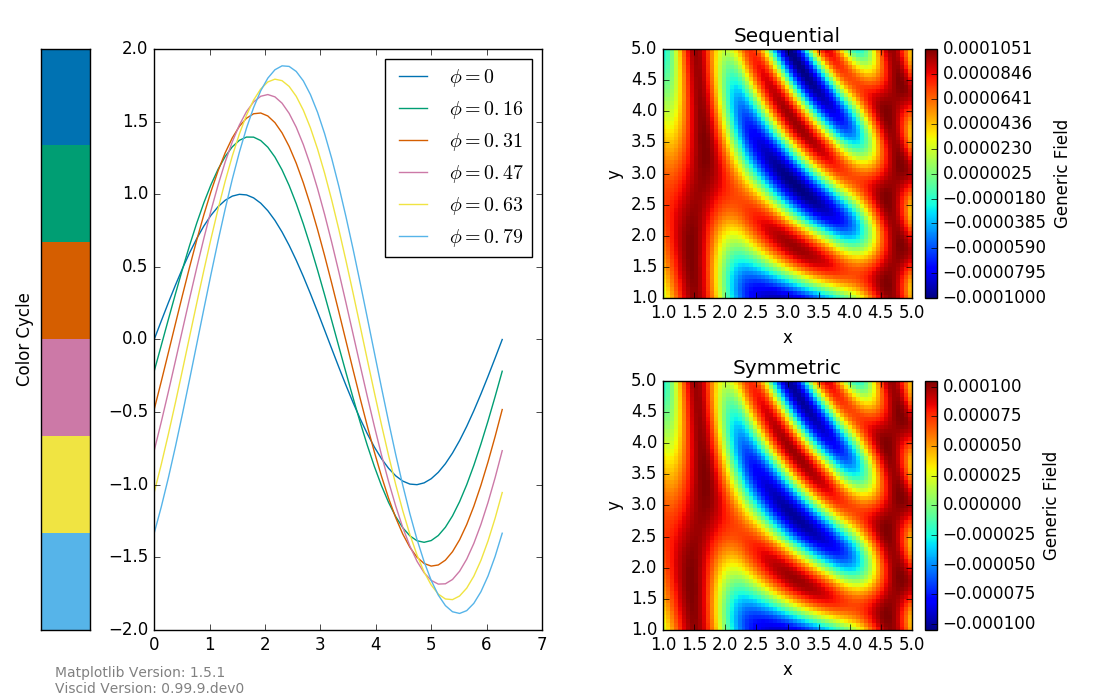 Color Cycle
2.0
1.5
1.0
0.5
0.0
−0.5
−1.0
−1.5
−2.0
0 1 2 3 4 5 6 7
ϕ = 0
ϕ = 0.16
ϕ = 0.31
ϕ = 0.47
ϕ = 0.63
ϕ = 0.79
Sequential
y
5.0
4.5
4.0
3.5
3.0
2.5
2.0
1.5
1.0
1.0 1.5 2.0 2.5 3.0 3.5 4.0 4.5 5.0
x
0.0001051
0.0000846
0.0000641
0.0000436
0.0000230
0.0000025
−0.0000180
−0.0000385
−0.0000590
−0.0000795
−0.0001000
Generic Field
Symmetric
y
5.0
4.5
4.0
3.5
3.0
2.5
2.0
1.5
1.0
1.0 1.5 2.0 2.5 3.0 3.5 4.0 4.5 5.0
x
0.000100
0.000075
0.000050
0.000025
0.000000
−0.000025
−0.000050
−0.000075
−0.000100
Generic Field
Matplotlib Version: 1.5.1
Viscid Version: 0.99.9.dev0